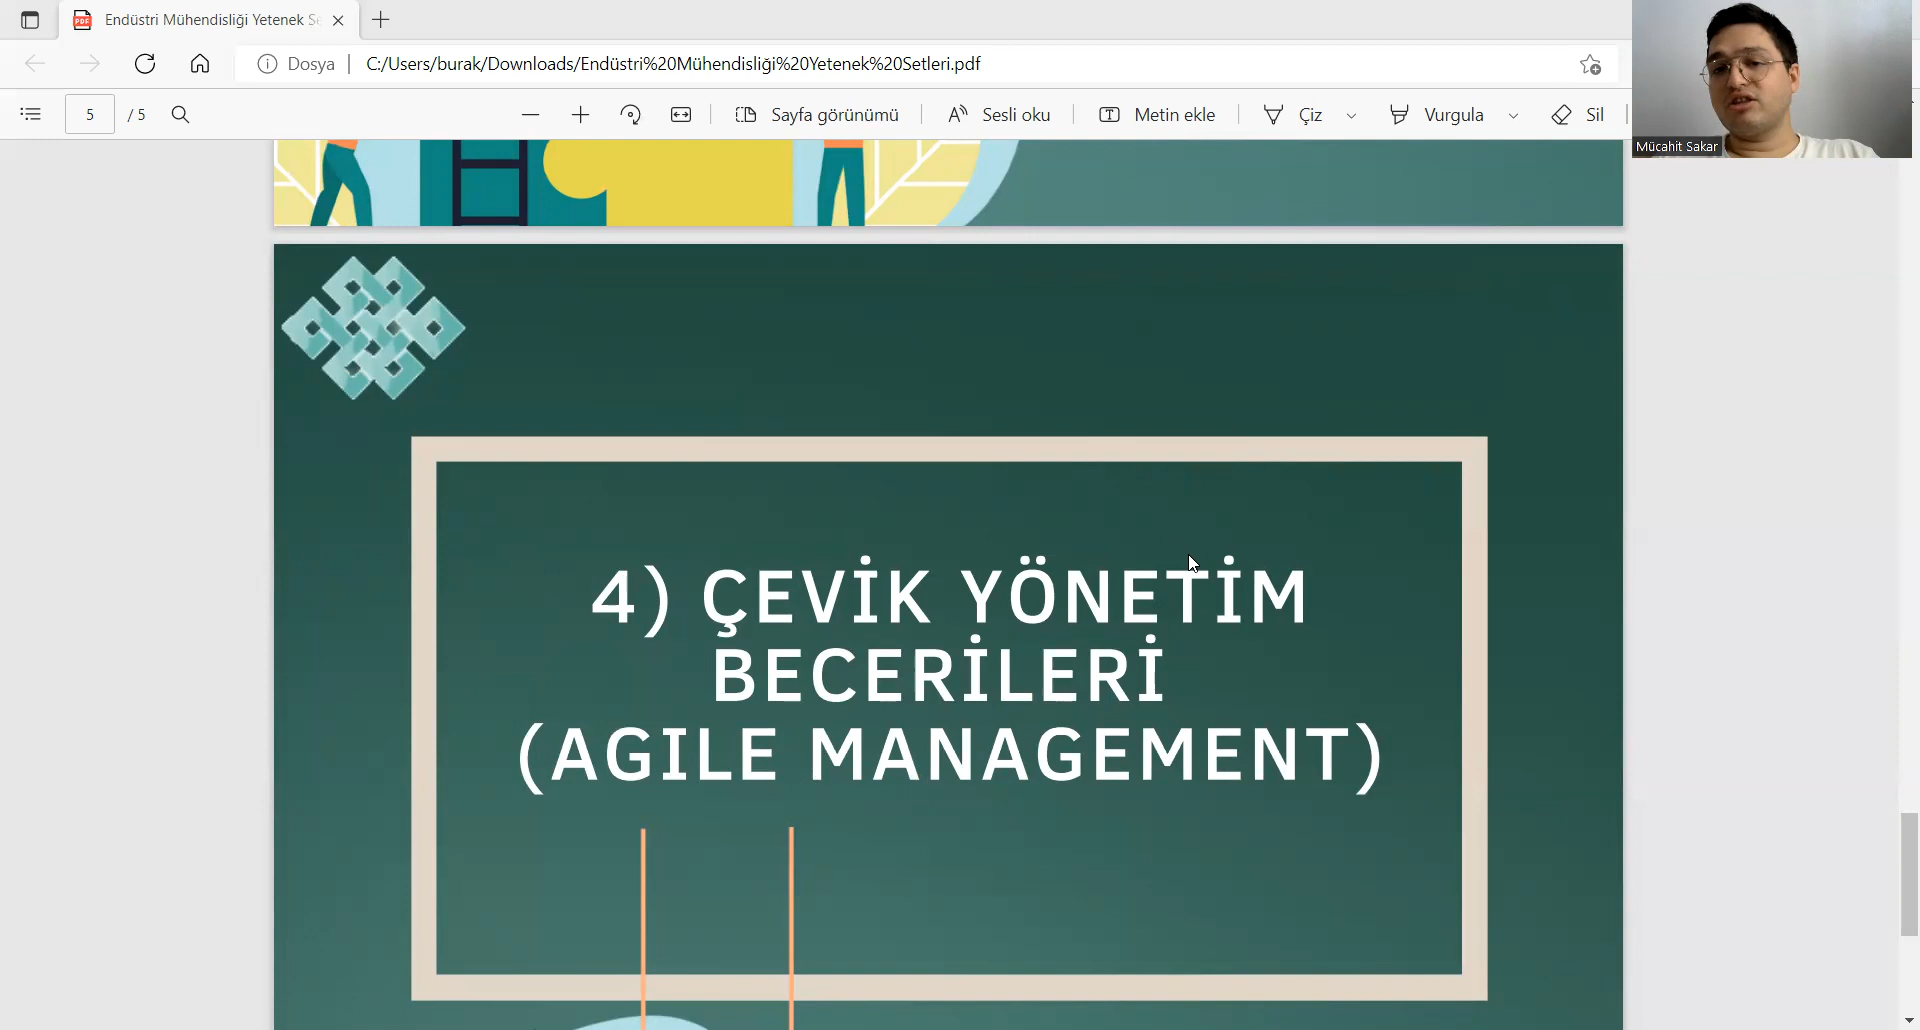 Endüstri Mühendisliği Yetenek Se
Dosya
C:/Users/burak/Downloads/Endüstri%20Mühendisliği%20Yetenek%20Setleri.pdf
5 / 5
Sayfa görünümü
Sesli oku
Metin ekle
Çiz
Vurgula
Sil
Mücahit Sakar
4) ÇEVİK YÖNETİM
BECERİLERİ
(AGILE MANAGEMENT)